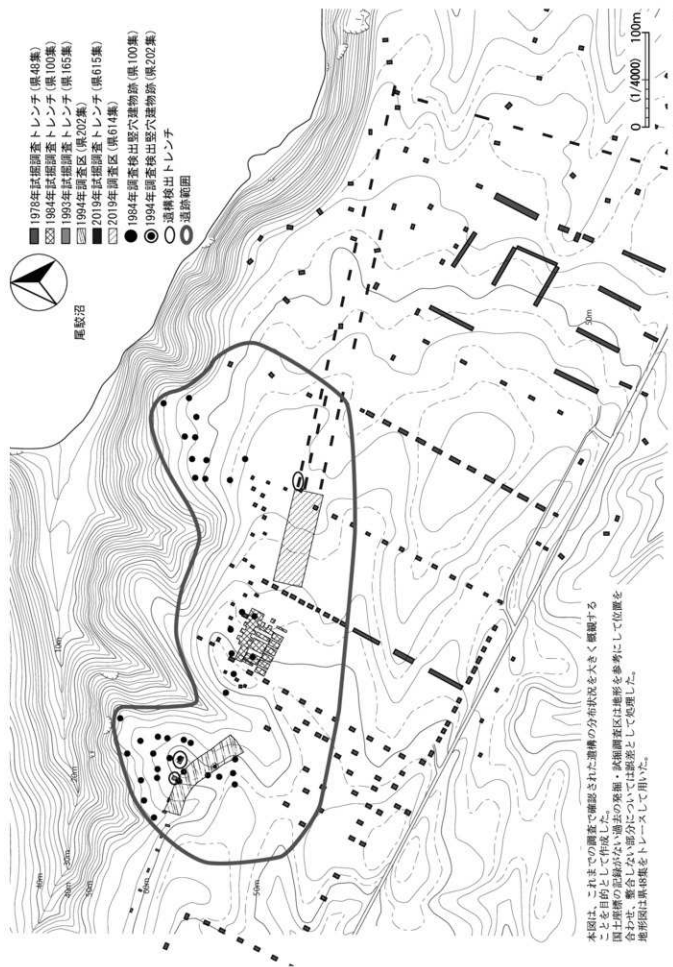 1978年試掘調査トレンチ(県48集)
1984年試掘調査トレンチ(県100集)
1993年試掘調査トレンチ(県165集)
1994年調査区(県202集)
2019年試掘調査トレンチ(県615集)
2019年調査区(県614集)
1984年調査検出竪穴建物跡(県100集)
1994年調査検出竪穴建物跡(県202集)
遺構検出トレンチ
遺跡範囲
尾駮沼
0 (1/4000) 100m
10m
20m
30m
40m
50m
60m
50m
50m
本図は、これまでの調査で確認された遺構の分布状況を大きく概観する
ことを目的として作成した。
国土座標の記録がない過去の発掘・試掘調査区は地形を参考にして位置を
合わせ、整合しない部分については誤差として処理した。
地形図は県48集をトレースして用いた。